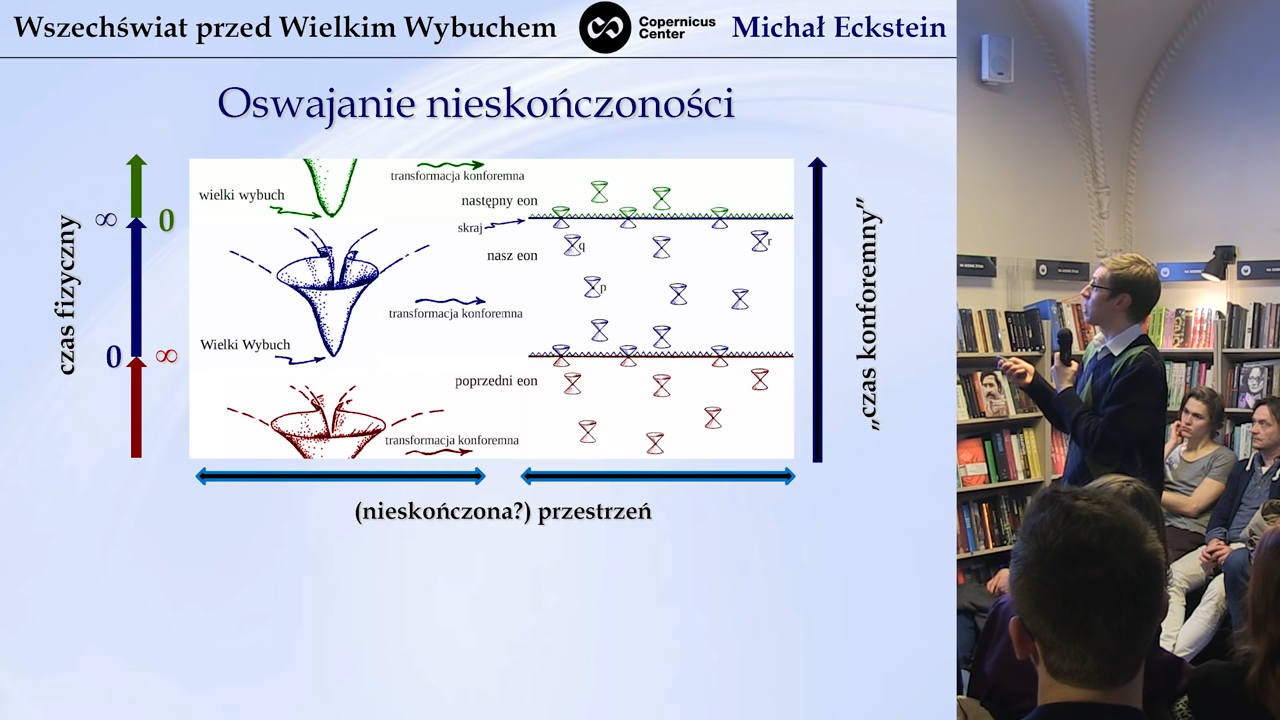 Wszechświat przed Wielkim Wybuchem
Copernicus
Center
Michał Eckstein
Oswajanie nieskończoności
czas fizyczny
∞
0
0
∞
wielki wybuch
transformacja konforemna
następny eon
skraj
nasz eon
q
r
p
transformacja konforemna
Wielki Wybuch
poprzedni eon
transformacja konforemna
„czas konforemny”
(nieskończona?) przestrzeń